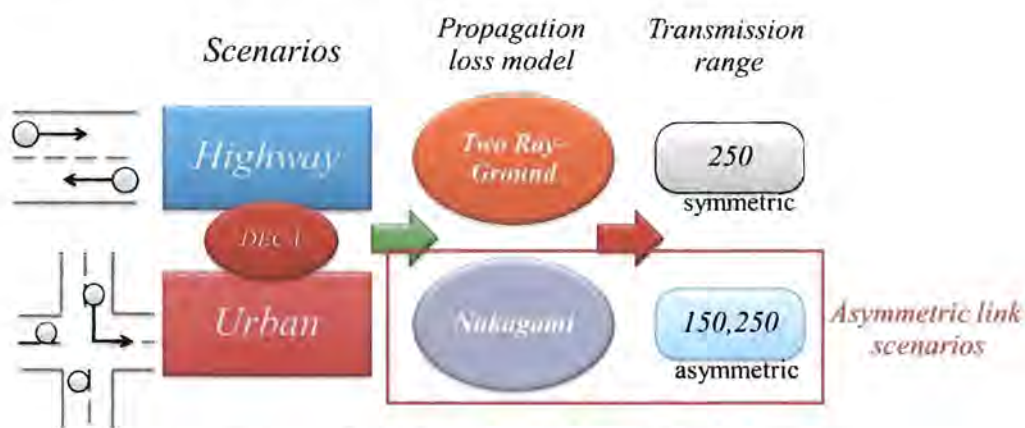 Scenarios
Propagation
loss model
Transmission
range
Highway
Two Ray-
Ground
250
symmetric
Urban
Nakagami
150,250
asymmetric
Asymmetric link
scenarios